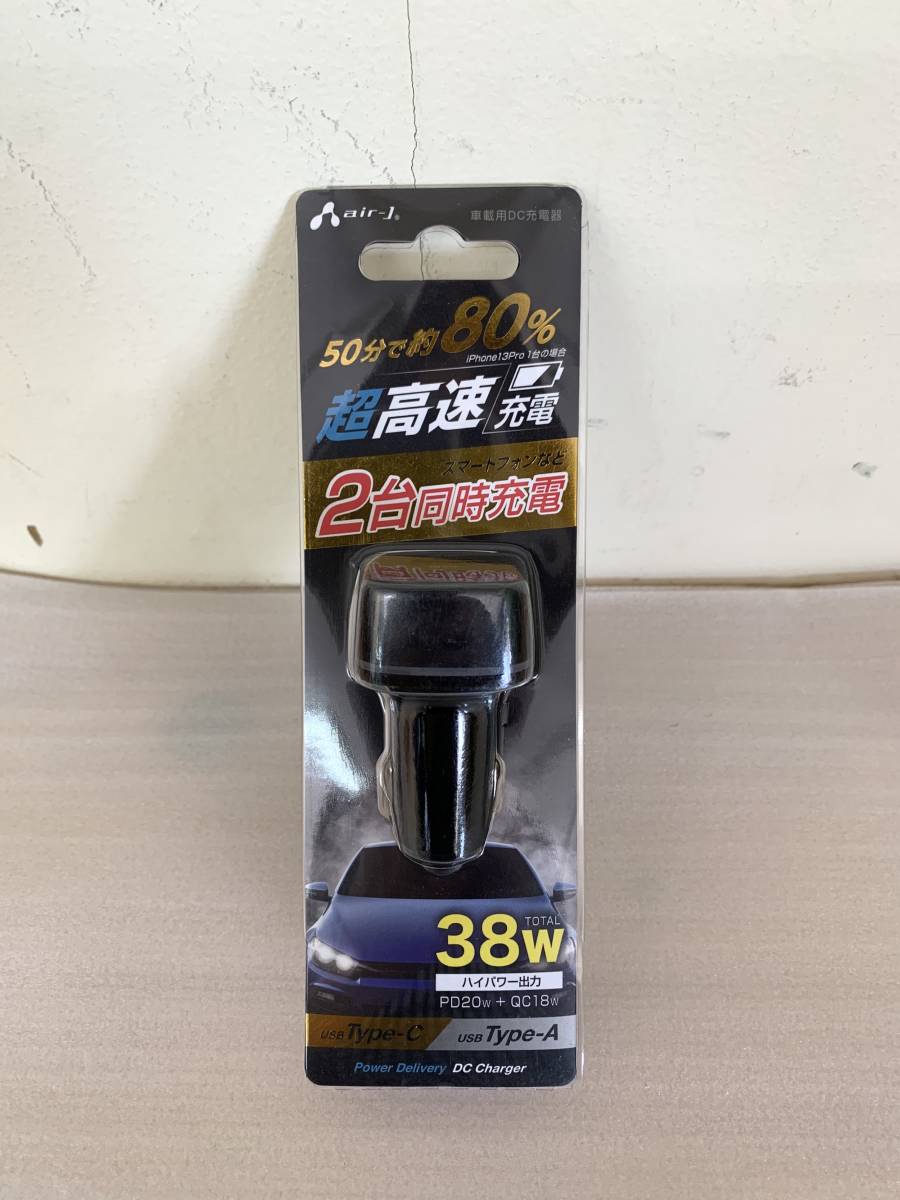 air-J®
車載用DC充電器
50分で約80%
iPhone13Pro 1台の場合
超高速充電
スマートフォンなど
2台同時充電
TOTAL
38W
ハイパワー出力
PD20W + QC18W
USB Type-C
USB Type-A
Power Delivery DC Charger